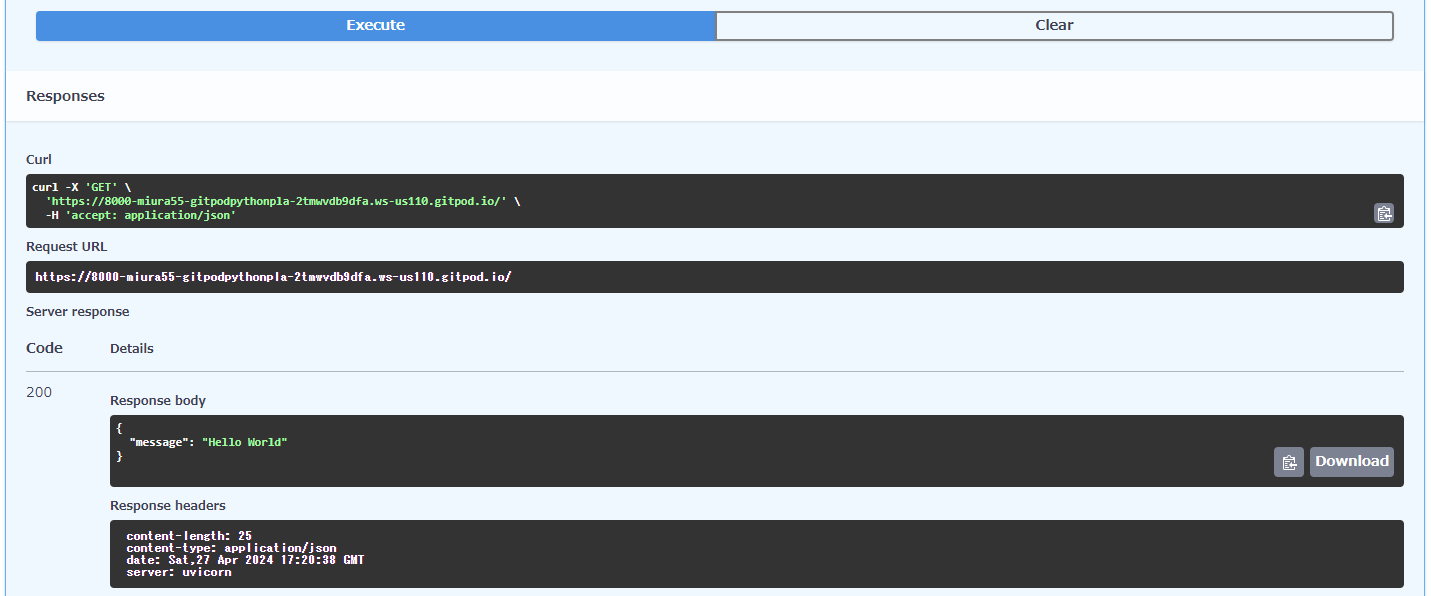 Execute
Clear
Responses
Curl
curl -X 'GET' \
  'https://8000-miura55-gitpodpythonpla-2tmwvdb9dfa.ws-us110.gitpod.io/' \
  -H 'accept: application/json'
Request URL
https://8000-miura55-gitpodpythonpla-2tmwvdb9dfa.ws-us110.gitpod.io/
Server response
Code
Details
200
Response body
{
  "message": "Hello World"
}
Download
Response headers
content-length: 25
content-type: application/json
date: Sat,27 Apr 2024 17:20:38 GMT
server: uvicorn